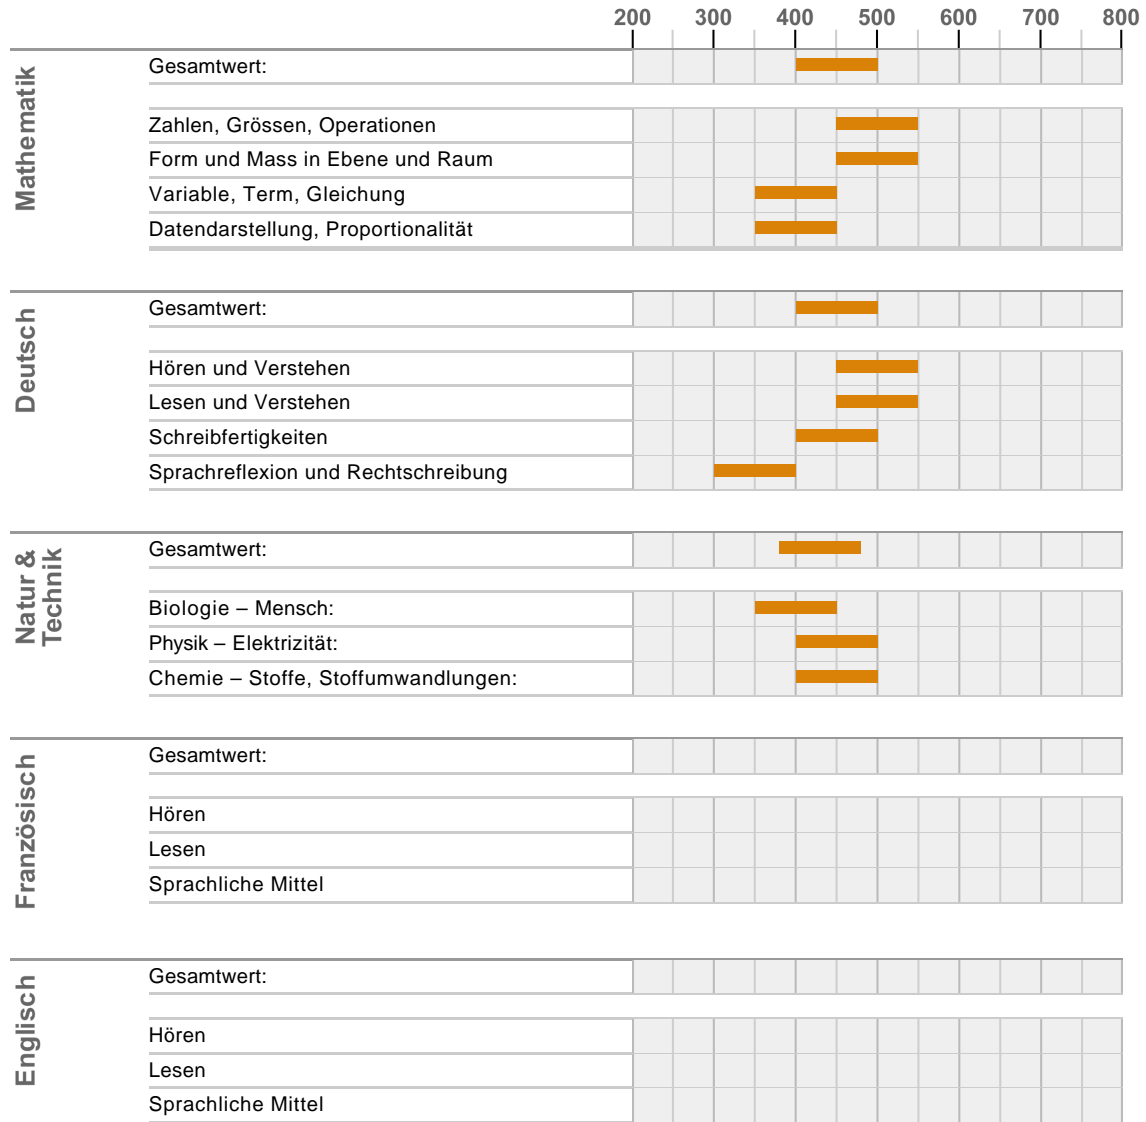 200 300 400 500 600 700 800
Mathematik
Gesamtwert:
Zahlen, Grössen, Operationen
Form und Mass in Ebene und Raum
Variable, Term, Gleichung
Datendarstellung, Proportionalität
Deutsch
Gesamtwert:
Hören und Verstehen
Lesen und Verstehen
Schreibfertigkeiten
Sprachreflexion und Rechtschreibung
Natur &
Technik
Gesamtwert:
Biologie – Mensch:
Physik – Elektrizität:
Chemie – Stoffe, Stoffumwandlungen:
Französisch
Gesamtwert:
Hören
Lesen
Sprachliche Mittel
Englisch
Gesamtwert:
Hören
Lesen
Sprachliche Mittel